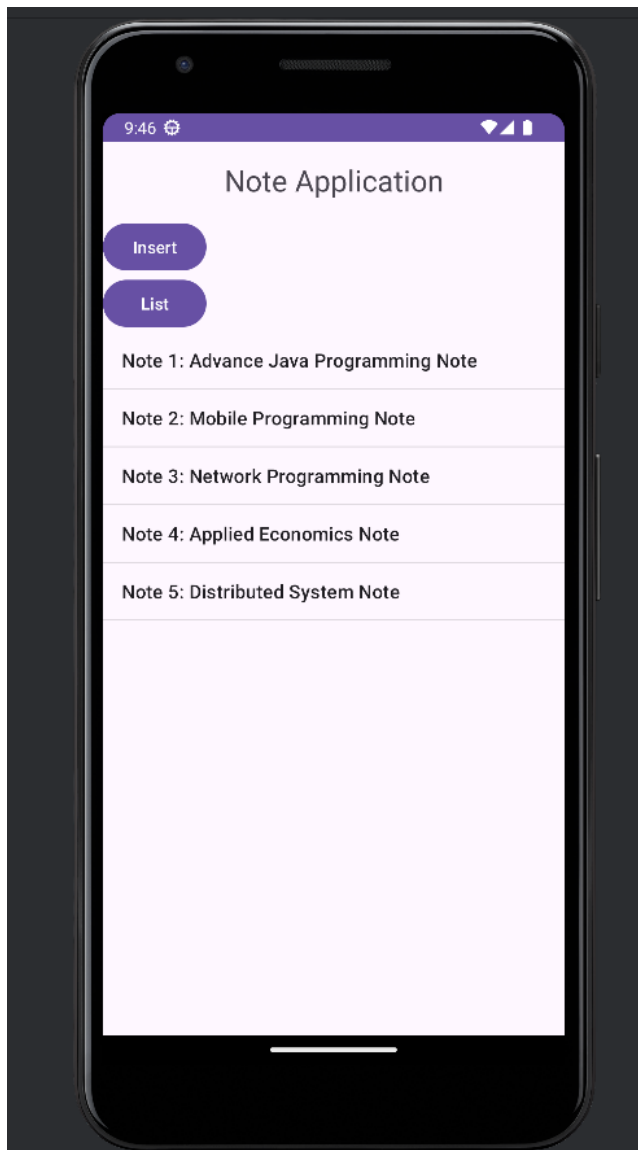 9:46
Note Application
Insert
List
Note 1: Advance Java Programming Note
Note 2: Mobile Programming Note
Note 3: Network Programming Note
Note 4: Applied Economics Note
Note 5: Distributed System Note